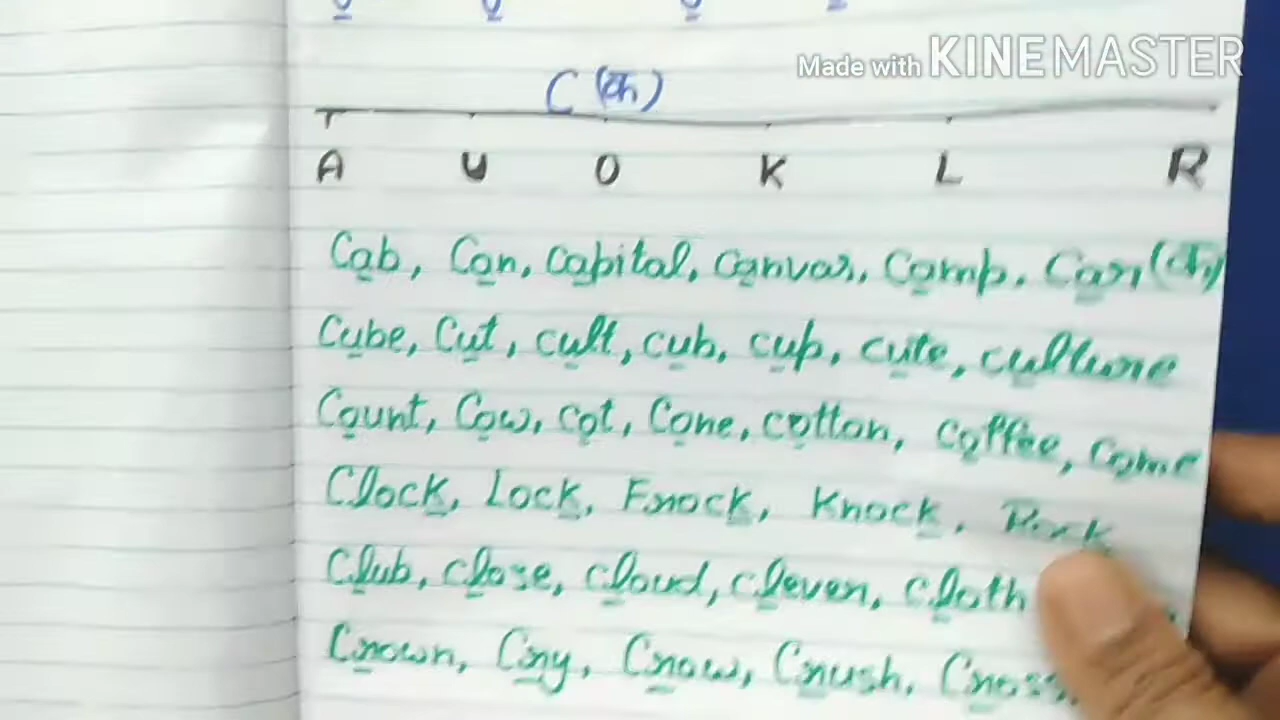 Made with KINEMASTER
C (क)
A U O K L R
Cab, Can, Capital, Canvas, Camp, Car,
Cube, Cut, cult, cub, cup, cute, culture
Count, Cow, cot, Cone, cotton, coffee, come
Clock, Lock, Frock, Knock, Rock
Club, close, cloud, clever, cloth
Crown, Cry, Crow, Crush, Cross,